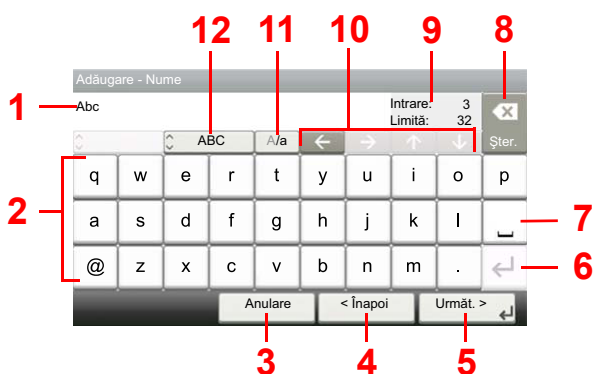 12 11 10 9 8
Adăugare - Nume
1 Abc Intrare: 3
Limită: 32
ABC A/a ← → ↑ ↓ Șter.
2
q w e r t y u i o p
a s d f g h j k l 7
@ z x c v b n m . 6
Anulare < Înapoi Următ. >
3 4 5